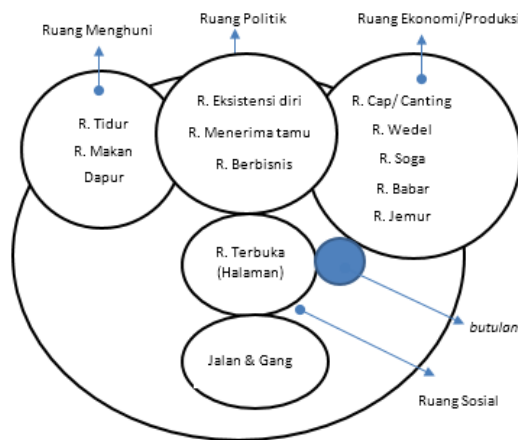 Ruang Menghuni
Ruang Politik
Ruang Ekonomi/Produksi
R. Tidur
R. Makan
Dapur
R. Eksistensi diri
R. Menerima tamu
R. Berbisnis
R. Cap/ Canting
R. Wedel
R. Soga
R. Babar
R. Jemur
R. Terbuka
(Halaman)
butulan
Jalan & Gang
Ruang Sosial